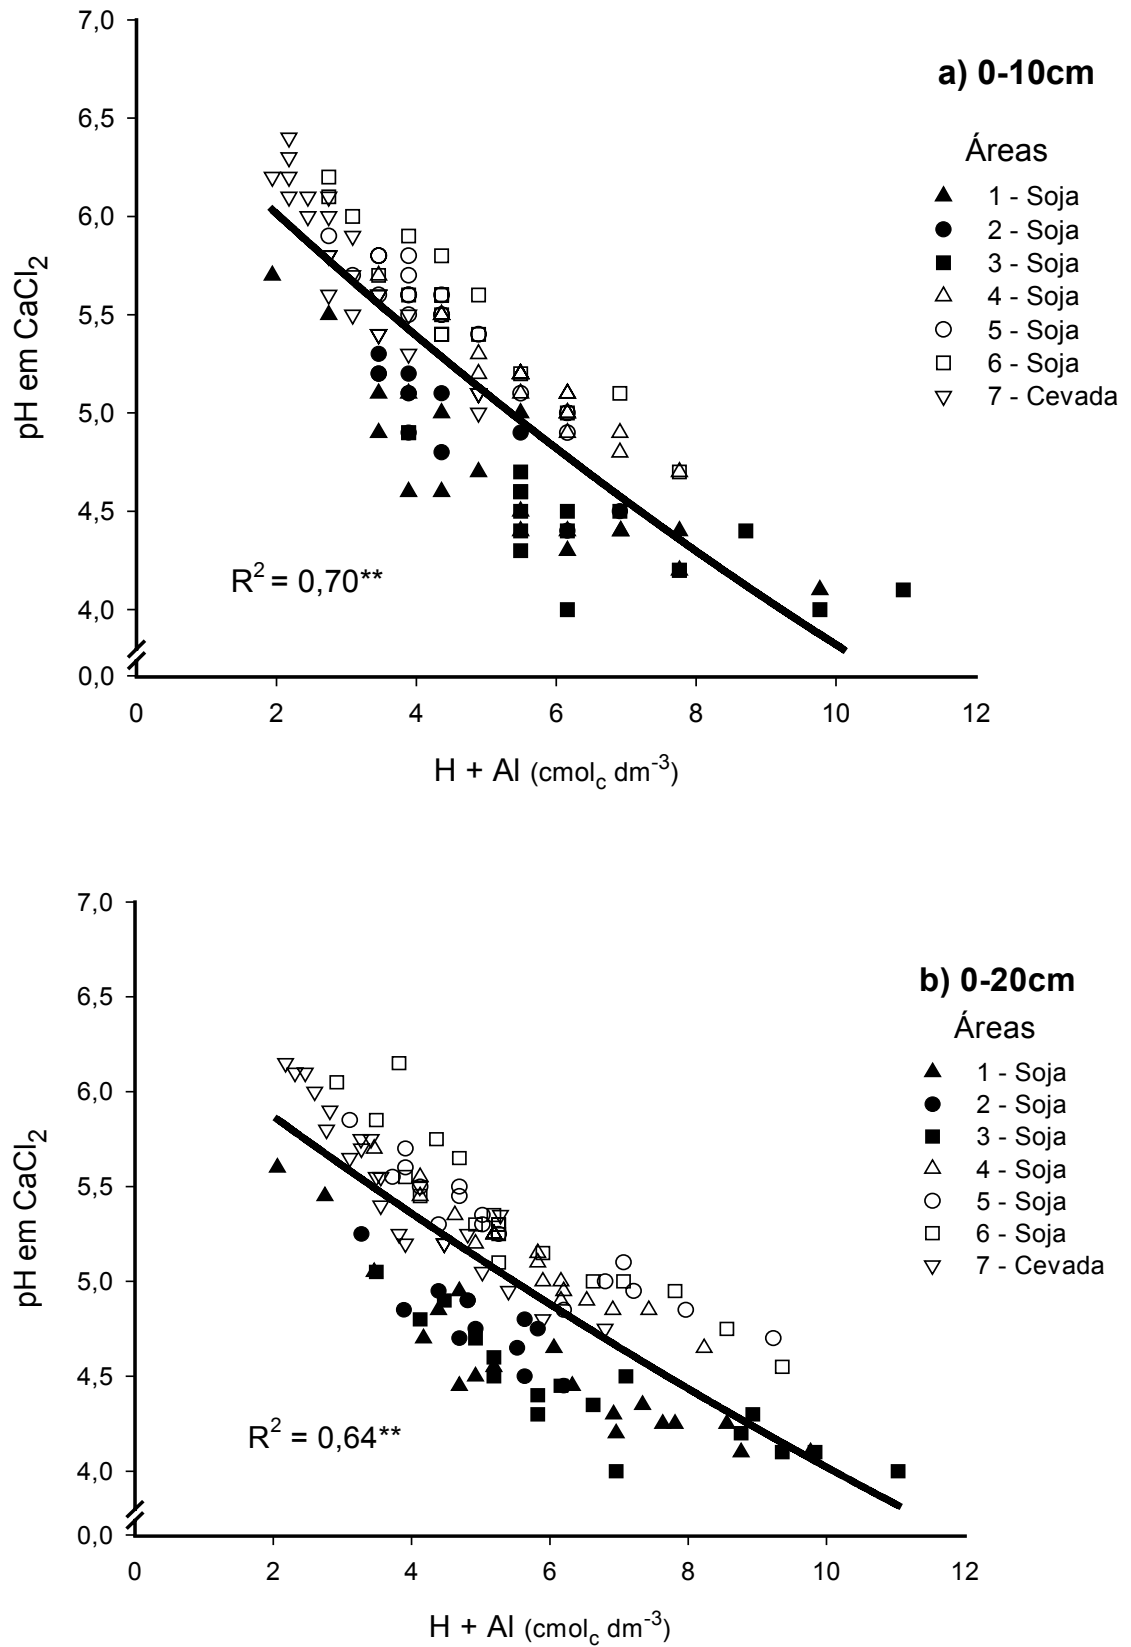 7,0
a) 0-10cm
6,5
Áreas
1 - Soja
6,0
2 - Soja
3 - Soja
5,5
4 - Soja
5 - Soja
6 - Soja
5,0
7 - Cevada
pH em CaCl2
4,5
R2 = 0,70**
4,0
0,0
0 2 4 6 8 10 12
H + Al (cmolc dm-3)
7,0
b) 0-20cm
6,5
Áreas
1 - Soja
6,0
2 - Soja
3 - Soja
4 - Soja
5,5
5 - Soja
6 - Soja
5,0
7 - Cevada
pH em CaCl2
4,5
R2 = 0,64**
4,0
0,0
0 2 4 6 8 10 12
H + Al (cmolc dm-3)